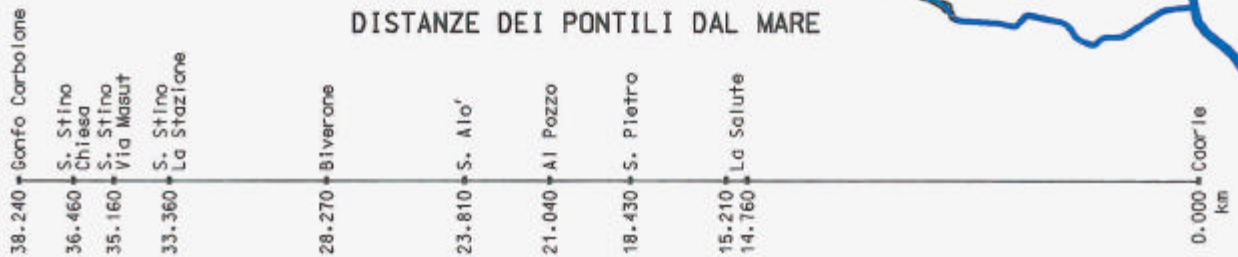 DISTANZE DEI PONTILI DAL MARE
Gonfo Carbolone
S. Stino
Chiesa
S. Stino
Via Masut
S. Stino
La Stazione
Biverone
S. Alo'
Al Pozzo
S. Pietro
La Salute
Caorle
38.240
36.460
35.160
33.360
28.270
23.810
21.040
18.430
15.210
14.760
0.000
km